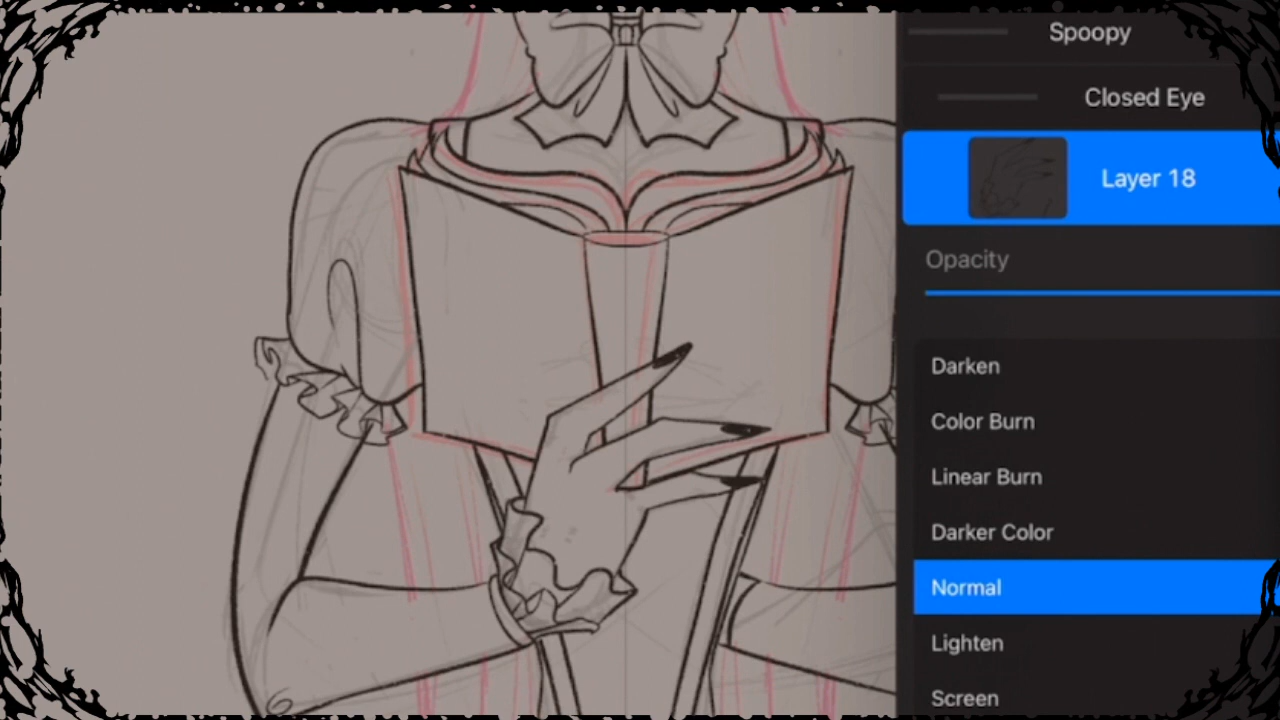 Spoopy
Closed Eye
Layer 18
Opacity
Darken
Color Burn
Linear Burn
Darker Color
Normal
Lighten
Screen